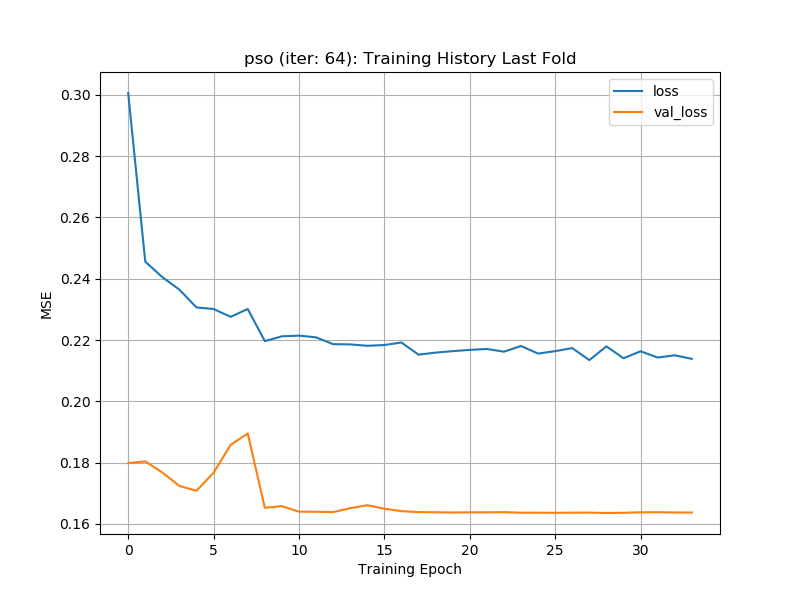 pso (iter: 64): Training History Last Fold
loss
val_loss
0.30
0.28
0.26
0.24
0.22
0.20
0.18
0.16
MSE
0 5 10 15 20 25 30
Training Epoch